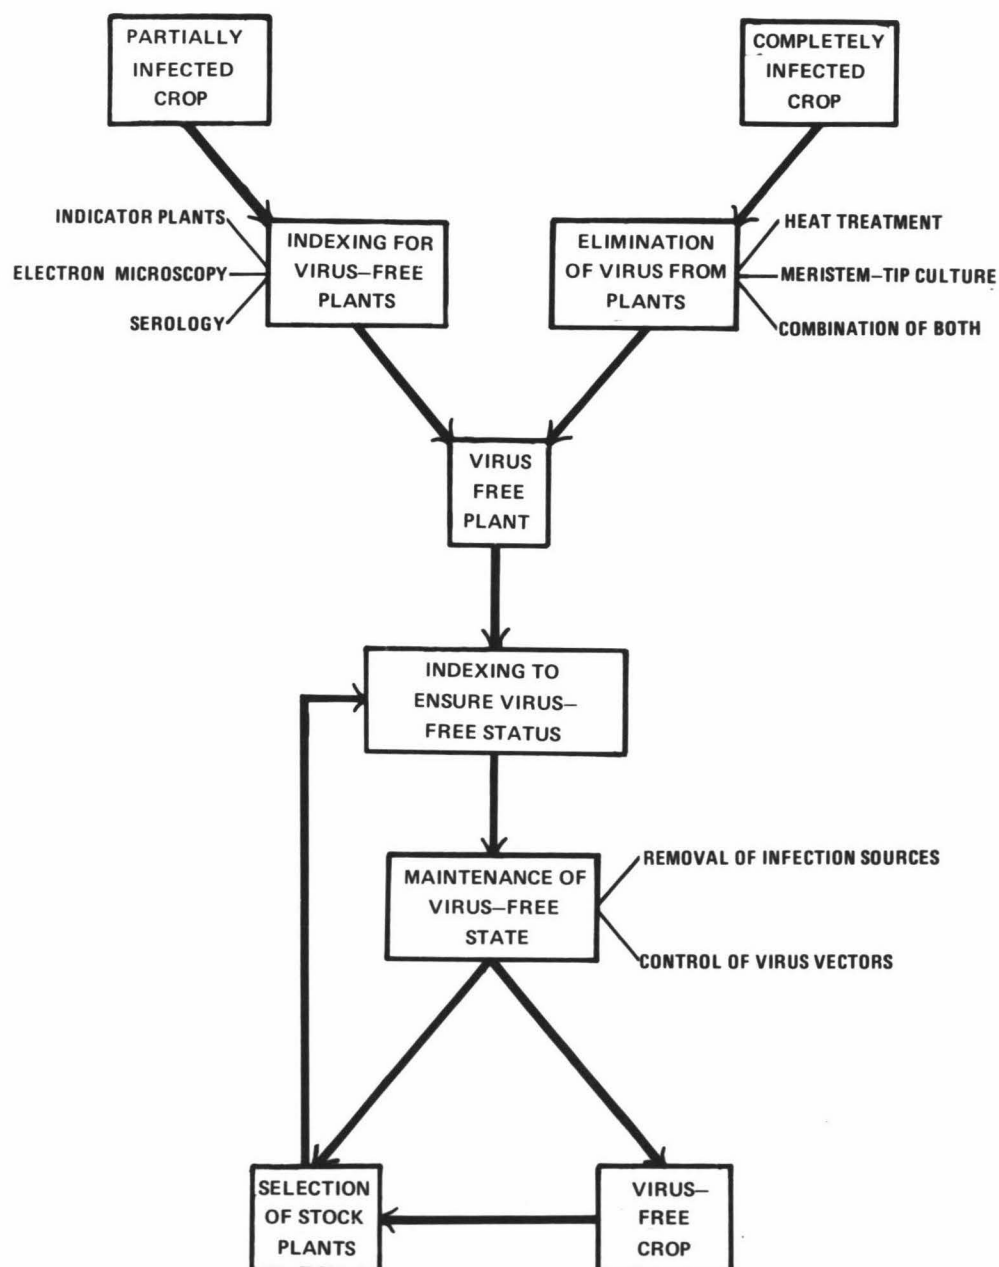 PARTIALLY
INFECTED
CROP
COMPLETELY
INFECTED
CROP
INDICATOR PLANTS
ELECTRON MICROSCOPY
SEROLOGY
INDEXING FOR
VIRUS–FREE
PLANTS
ELIMINATION
OF VIRUS FROM
PLANTS
HEAT TREATMENT
MERISTEM–TIP CULTURE
COMBINATION OF BOTH
VIRUS
FREE
PLANT
INDEXING TO
ENSURE VIRUS–
FREE STATUS
MAINTENANCE OF
VIRUS–FREE
STATE
REMOVAL OF INFECTION SOURCES
CONTROL OF VIRUS VECTORS
SELECTION
OF STOCK
PLANTS
VIRUS–
FREE
CROP